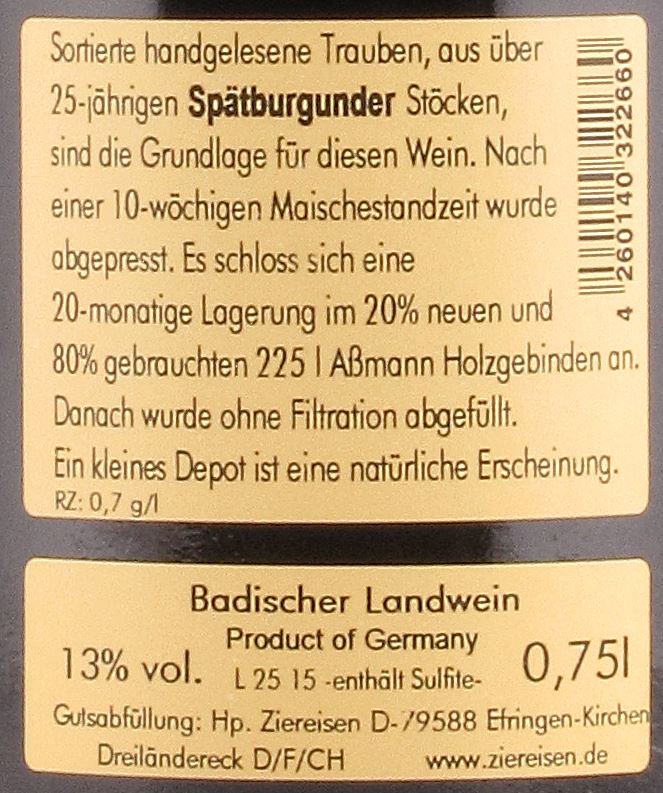 Sortierte handgelesene Trauben, aus über
25-jährigen Spätburgunder Stöcken,
sind die Grundlage für diesen Wein. Nach
einer 10-wöchigen Maischestandzeit wurde
abgepresst. Es schloss sich eine
20-monatige Lagerung im 20% neuen und
80% gebrauchten 225 l Aßmann Holzgebinden an.
Danach wurde ohne Filtration abgefüllt.
Ein kleines Depot ist eine natürliche Erscheinung.
RZ: 0,7 g/l
4 260140 322660
Badischer Landwein
Product of Germany
13% vol.
L 25 15 -enthält Sulfite-
0,75l
Gutsabfüllung: Hp. Ziereisen D-79588 Efringen-Kirchen
Dreiländereck D/F/CH www.ziereisen.de